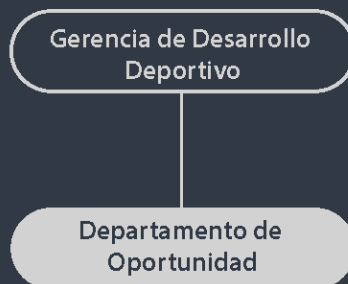 Gerencia de Desarrollo
Deportivo
Departamento de
Oportunidad